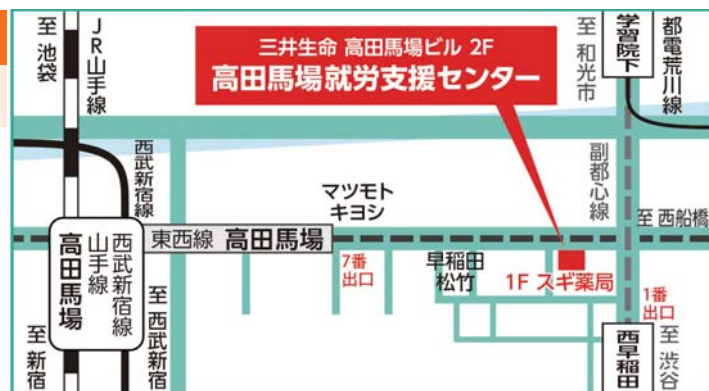 三井生命 高田馬場ビル 2F
高田馬場就労支援センター
至 池袋
JR山手線
西武新宿線
至 和光市
学習院下
都電荒川線
副都心線
マツモト
キヨシ
東西線 高田馬場
至 西船橋
西武新宿線
山手線
高田馬場
7番
出口
早稲田
松竹
1F スギ薬局
1番
出口
西早稲田
至 渋谷
至 新宿
至 西武新宿